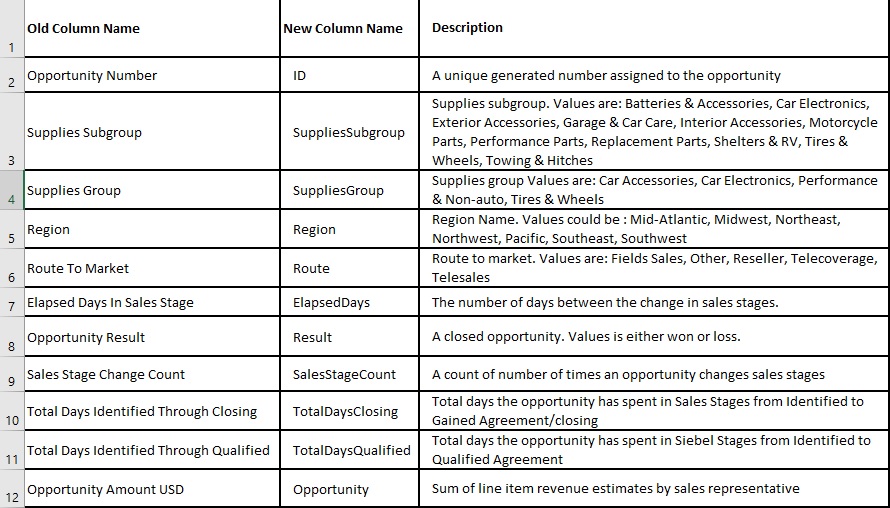 Old Column Name New Column Name Description
1
2 Opportunity Number ID A unique generated number assigned to the opportunity
Supplies subgroup. Values are: Batteries & Accessories, Car Electronics,
Exterior Accessories, Garage & Car Care, Interior Accessories, Motorcycle
Supplies Subgroup SuppliesSubgroup
Parts, Performance Parts, Replacement Parts, Shelters & RV, Tires &
3 Wheels, Towing & Hitches
Supplies group Values are: Car Accessories, Car Electronics, Performance
4 Supplies Group SuppliesGroup
& Non-auto, Tires & Wheels
Region Name. Values could be : Mid-Atlantic, Midwest, Northeast,
5 Region Region
Northwest, Pacific, Southeast, Southwest
Route to market. Values are: Fields Sales, Other, Reseller, Telecoverage,
6 Route To Market Route
Telesales
7 Elapsed Days In Sales Stage ElapsedDays The number of days between the change in sales stages.
8 Opportunity Result Result A closed opportunity. Values is either won or loss.
9 Sales Stage Change Count SalesStageCount A count of number of times an opportunity changes sales stages
Total days the opportunity has spent in Sales Stages from Identified to
10 Total Days Identified Through Closing TotalDaysClosing
Gained Agreement/closing
Total days the opportunity has spent in Siebel Stages from Identified to
11 Total Days Identified Through Qualified TotalDaysQualified
Qualified Agreement
12 Opportunity Amount USD Opportunity Sum of line item revenue estimates by sales representative